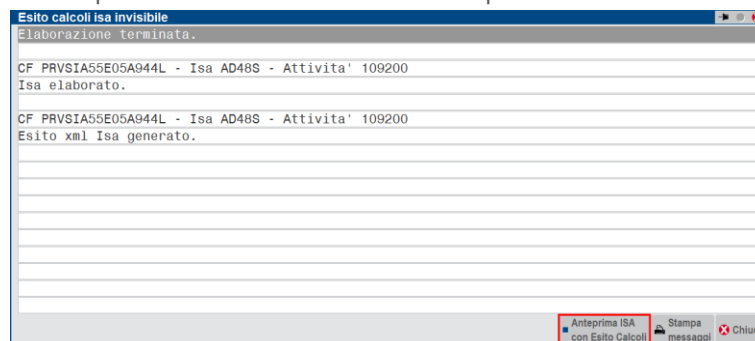 Esito calcoli isa invisibile
Elaborazione terminata.
CF PRVSIA55E05A944L - Isa AD48S - Attivita' 109200
Isa elaborato.
CF PRVSIA55E05A944L - Isa AD48S - Attivita' 109200
Esito xml Isa generato.
Anteprima ISA
con Esito Calcoli
Stampa
messaggi